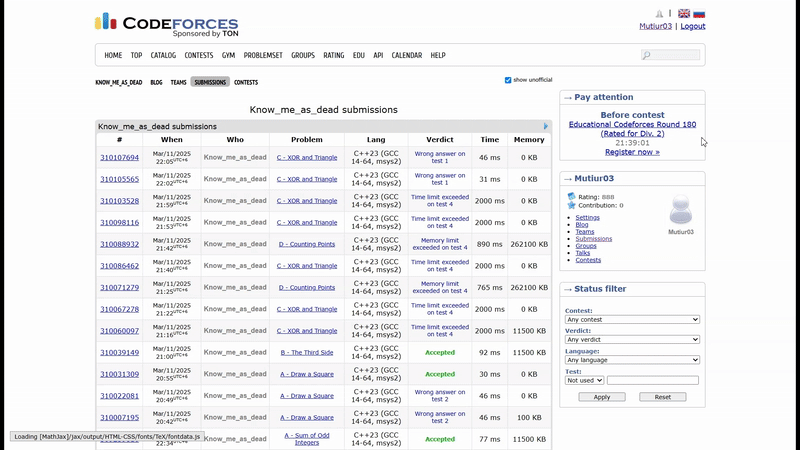 CODEFORCES
Sponsored by TON
Mutiur03 | Logout
HOME TOP CATALOG CONTESTS GYM PROBLEMSET GROUPS RATING EDU API CALENDAR HELP
KNOW_ME_AS_DEAD BLOG TEAMS SUBMISSIONS CONTESTS
show unofficial
Know_me_as_dead submissions
Know_me_as_dead submissions
# When Who Problem Lang Verdict Time Memory
310107694 Mar/11/2025 22:05 UTC+6 Know_me_as_dead C - XOR and Triangle C++23 (GCC 14-64, msys2) Wrong answer on test 1 46 ms 0 KB
310105565 Mar/11/2025 22:02 UTC+6 Know_me_as_dead C - XOR and Triangle C++23 (GCC 14-64, msys2) Wrong answer on test 1 31 ms 0 KB
310103528 Mar/11/2025 21:59 UTC+6 Know_me_as_dead C - XOR and Triangle C++23 (GCC 14-64, msys2) Time limit exceeded on test 4 2000 ms 0 KB
310098116 Mar/11/2025 21:53 UTC+6 Know_me_as_dead C - XOR and Triangle C++23 (GCC 14-64, msys2) Time limit exceeded on test 4 2000 ms 0 KB
310088932 Mar/11/2025 21:42 UTC+6 Know_me_as_dead D - Counting Points C++23 (GCC 14-64, msys2) Memory limit exceeded on test 4 890 ms 262100 KB
310086462 Mar/11/2025 21:40 UTC+6 Know_me_as_dead C - XOR and Triangle C++23 (GCC 14-64, msys2) Time limit exceeded on test 4 2000 ms 0 KB
310071279 Mar/11/2025 21:25 UTC+6 Know_me_as_dead D - Counting Points C++23 (GCC 14-64, msys2) Memory limit exceeded on test 4 765 ms 262100 KB
310067278 Mar/11/2025 21:22 UTC+6 Know_me_as_dead C - XOR and Triangle C++23 (GCC 14-64, msys2) Time limit exceeded on test 4 2000 ms 0 KB
310060097 Mar/11/2025 21:16 UTC+6 Know_me_as_dead C - XOR and Triangle C++23 (GCC 14-64, msys2) Time limit exceeded on test 4 2000 ms 11500 KB
310039149 Mar/11/2025 21:00 UTC+6 Know_me_as_dead B - The Third Side C++23 (GCC 14-64, msys2) Accepted 92 ms 11500 KB
310031309 Mar/11/2025 20:55 UTC+6 Know_me_as_dead A - Draw a Square C++23 (GCC 14-64, msys2) Accepted 30 ms 0 KB
310022081 Mar/11/2025 20:49 UTC+6 Know_me_as_dead A - Draw a Square C++23 (GCC 14-64, msys2) Wrong answer on test 2 46 ms 0 KB
310007195 Mar/11/2025 20:42 UTC+6 Know_me_as_dead A - Draw a Square C++23 (GCC 14-64, msys2) Wrong answer on test 2 46 ms 100 KB
Know_me_as_dead A - Sum of Odd Integers C++23 (GCC 14-64, msys2) Accepted 77 ms 11500 KB
Loading [MathJax]/jax/output/HTML-CSS/fonts/TeX/fontdata.js
→ Pay attention
Before contest
Educational Codeforces Round 180
(Rated for Div. 2)
21:39:01
Register now »
→ Mutiur03
Rating: 888
Contribution: 0
Settings
Blog
Teams
Submissions
Groups
Talks
Contests
Mutiur03
→ Status filter
Contest:
Any contest
Verdict:
Any verdict
Language:
Any language
Test:
Not used
Apply Reset